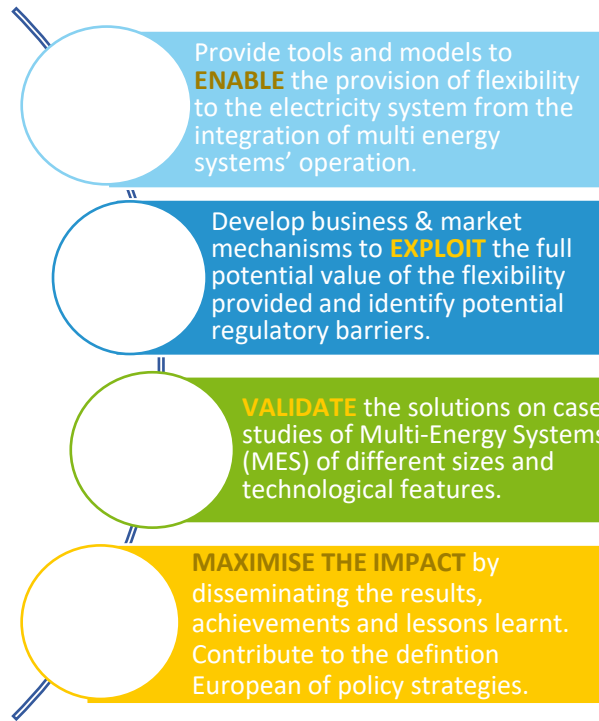 Provide tools and models to
ENABLE the provision of flexibility
to the electricity system from the
integration of multi energy
systems’ operation.
Develop business & market
mechanisms to EXPLOIT the full
potential value of the flexibility
provided and identify potential
regulatory barriers.
VALIDATE the solutions on case
studies of Multi-Energy Systems
(MES) of different sizes and
technological features.
MAXIMISE THE IMPACT by
disseminating the results,
achievements and lessons learnt.
Contribute to the defintion
European of policy strategies.